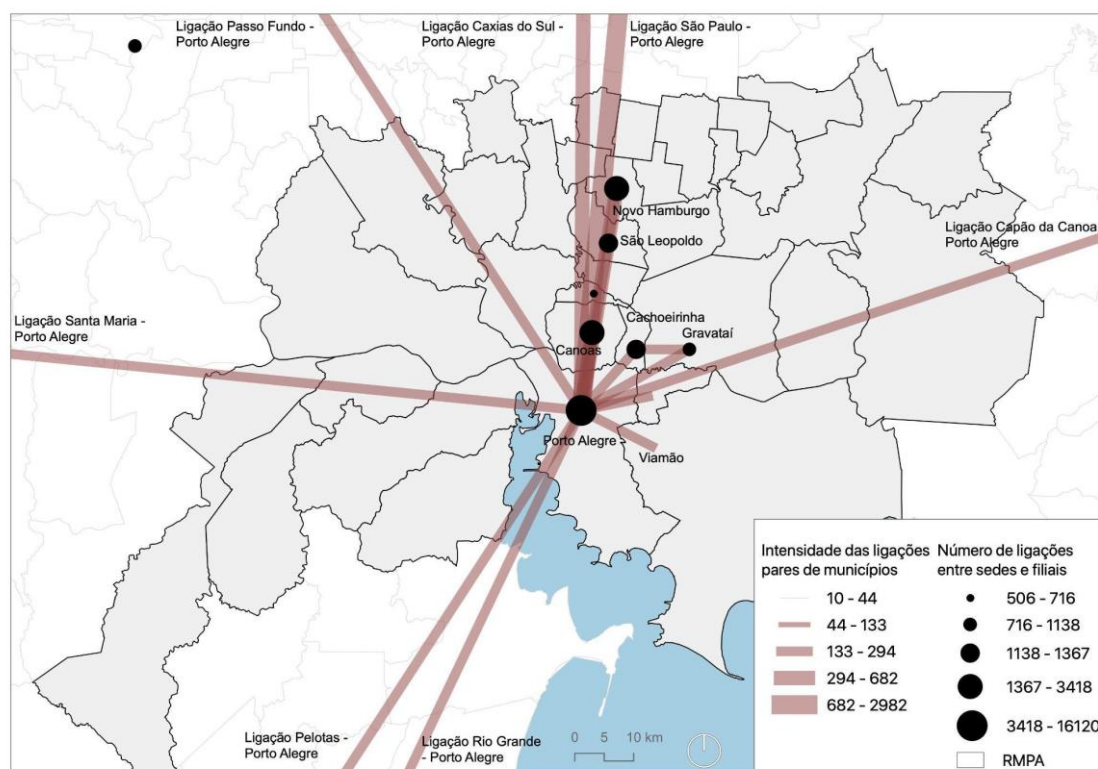 Ligação Passo Fundo -
Porto Alegre
Ligação Caxias do Sul -
Porto Alegre
Ligação São Paulo -
Porto Alegre
Novo Hamburgo
São Leopoldo
Ligação Capão da Canoa
Porto Alegre
Ligação Santa Maria -
Porto Alegre
Cachoeirinha
Gravataí
Canoas
Porto Alegre
Viamão
Ligação Pelotas -
Porto Alegre
Ligação Rio Grande
- Porto Alegre
0 5 10 km
Intensidade das ligações
pares de municípios
10 - 44
44 - 133
133 - 294
294 - 682
682 - 2982
Número de ligações
entre sedes e filiais
506 - 716
716 - 1138
1138 - 1367
1367 - 3418
3418 - 16120
RMPA